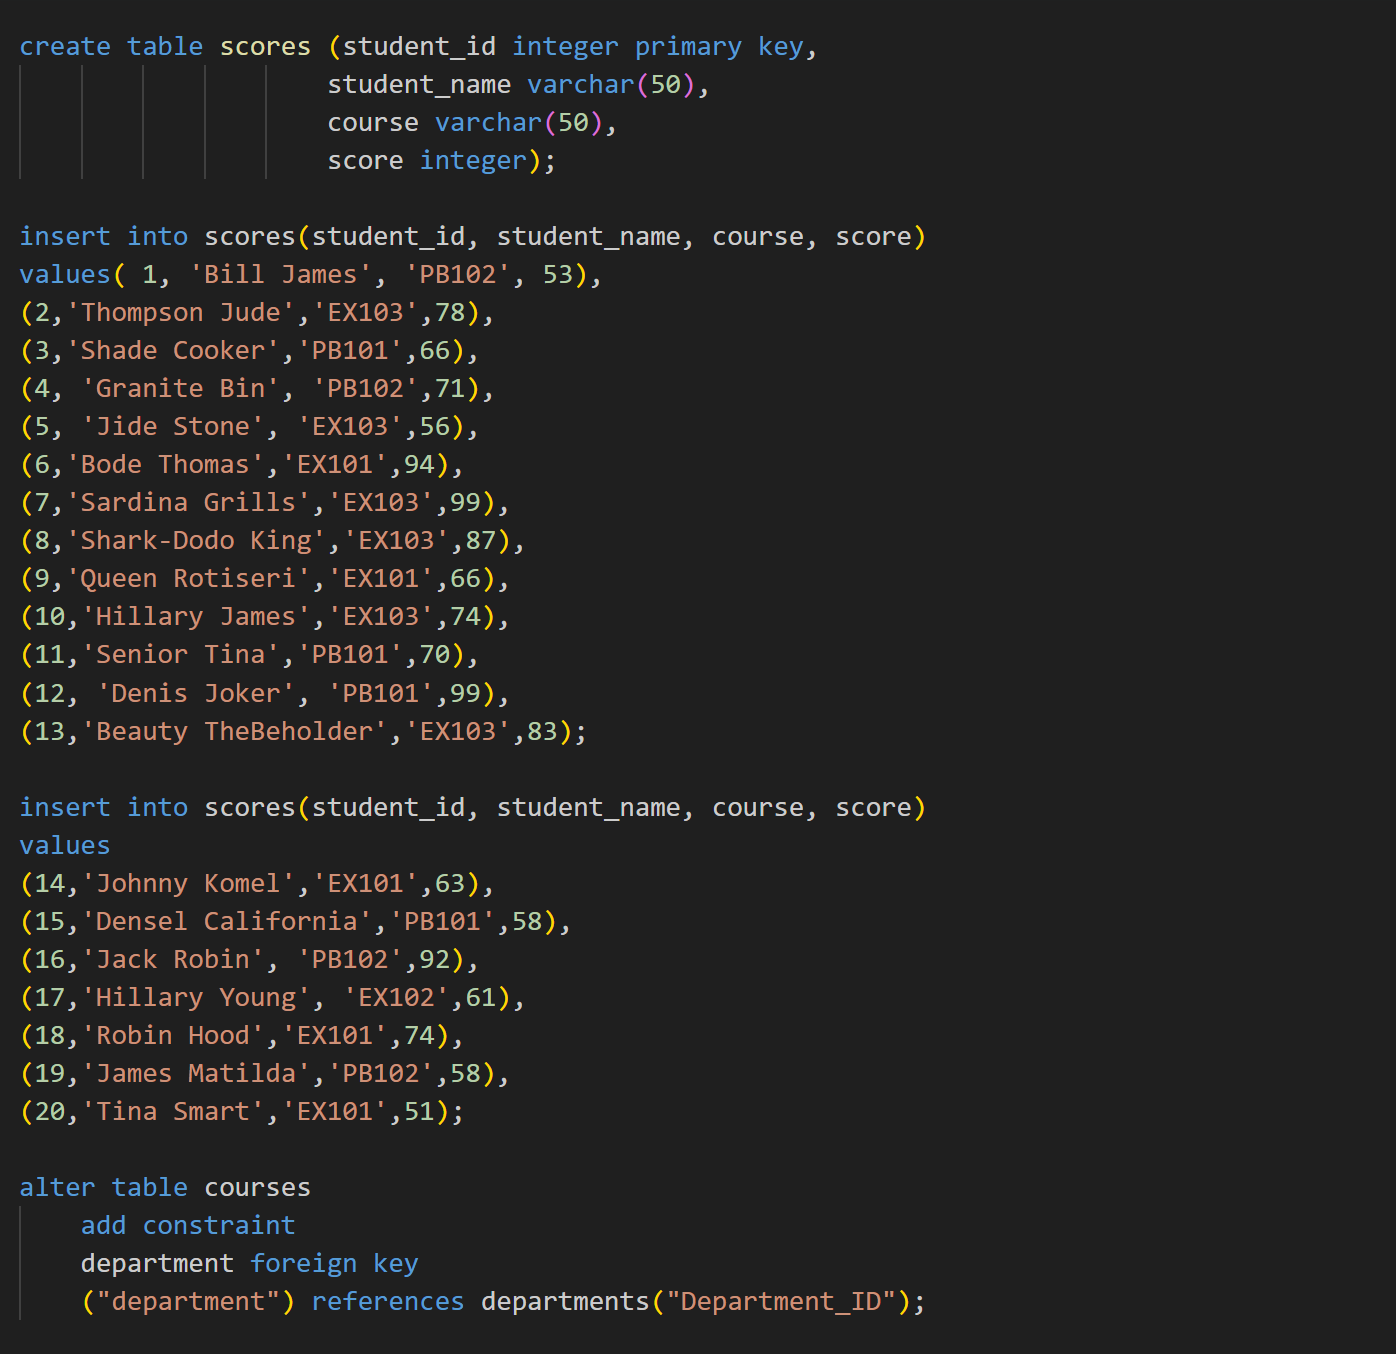 create table scores (student_id integer primary key,
student_name varchar(50),
course varchar(50),
score integer);
insert into scores(student_id, student_name, course, score)
values( 1, 'Bill James', 'PB102', 53),
(2,'Thompson Jude','EX103',78),
(3,'Shade Cooker','PB101',66),
(4, 'Granite Bin', 'PB102',71),
(5, 'Jide Stone', 'EX103',56),
(6,'Bode Thomas','EX101',94),
(7,'Sardina Grills','EX103',99),
(8,'Shark-Dodo King','EX103',87),
(9,'Queen Rotiseri','EX101',66),
(10,'Hillary James','EX103',74),
(11,'Senior Tina','PB101',70),
(12, 'Denis Joker', 'PB101',99),
(13,'Beauty TheBeholder','EX103',83);
insert into scores(student_id, student_name, course, score)
values
(14,'Johnny Komel','EX101',63),
(15,'Densel California','PB101',58),
(16,'Jack Robin', 'PB102',92),
(17,'Hillary Young', 'EX102',61),
(18,'Robin Hood','EX101',74),
(19,'James Matilda','PB102',58),
(20,'Tina Smart','EX101',51);
alter table courses
add constraint
department foreign key
("department") references departments("Department_ID");